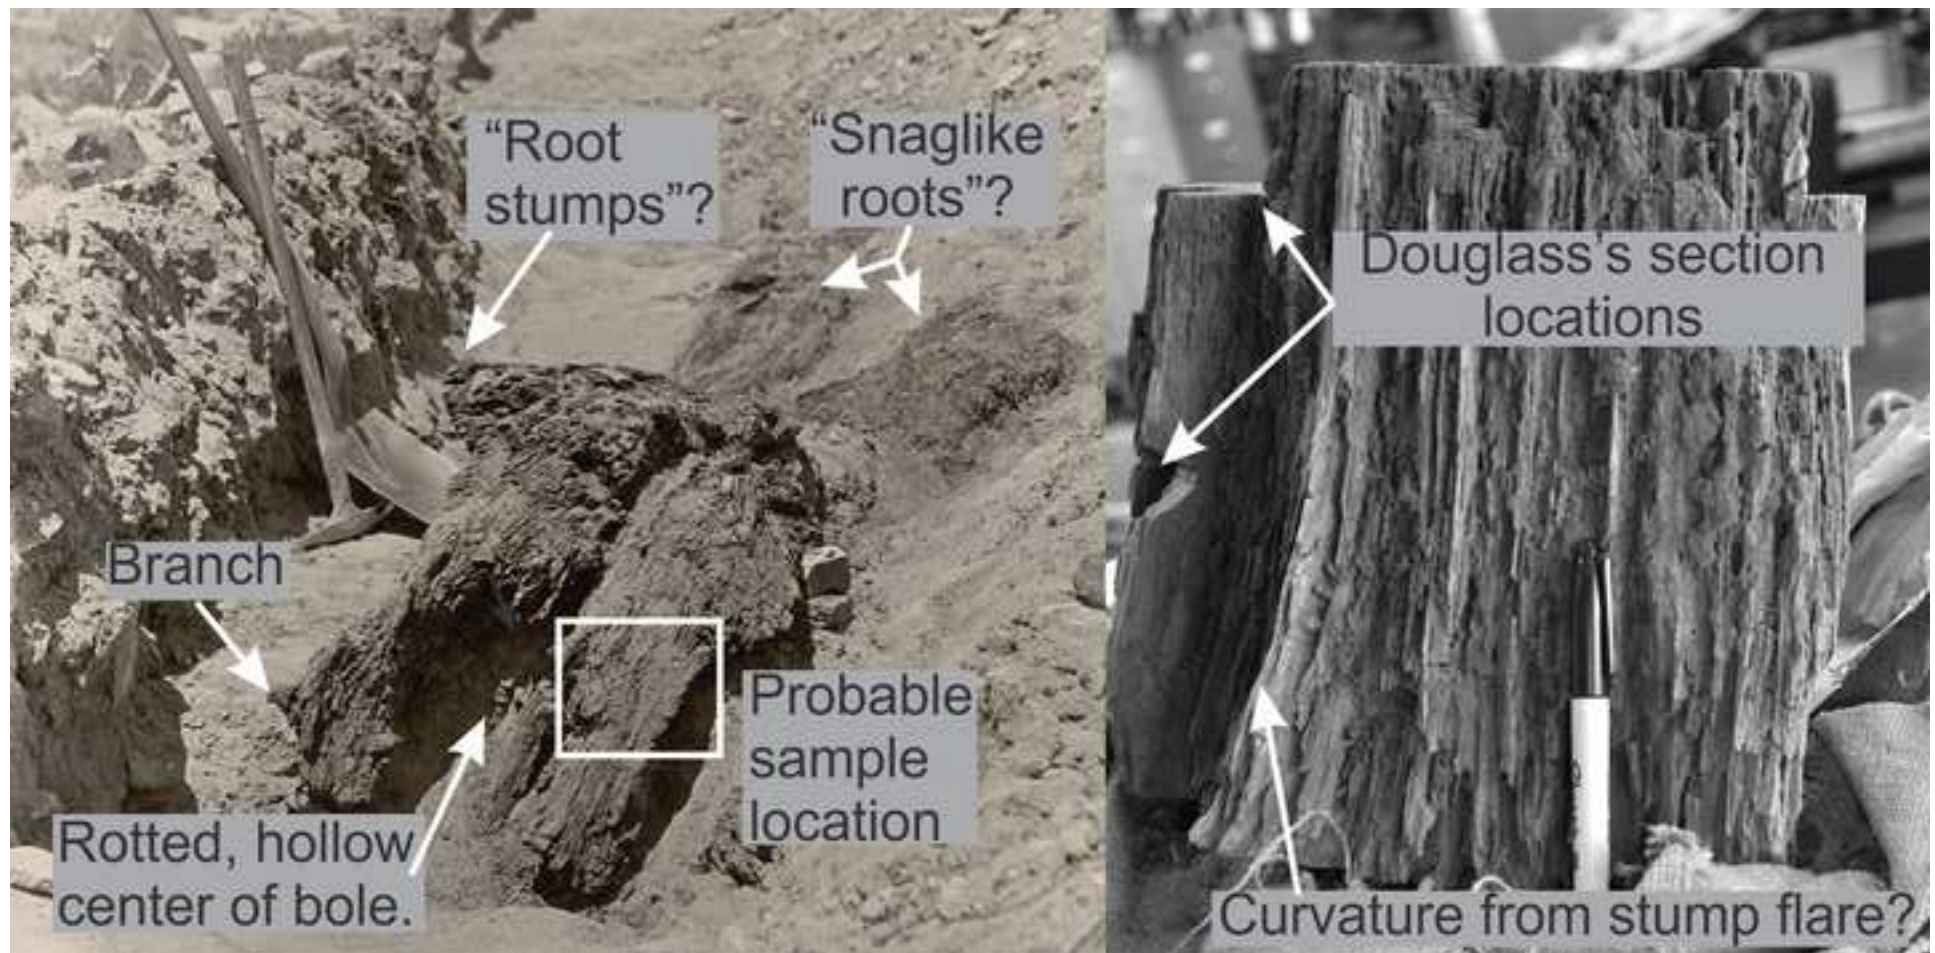 “Root
stumps”?
“Snaglike
roots”?
Branch
Probable
sample
location
Rotted, hollow
center of bole.
Douglass’s section
locations
Curvature from stump flare?